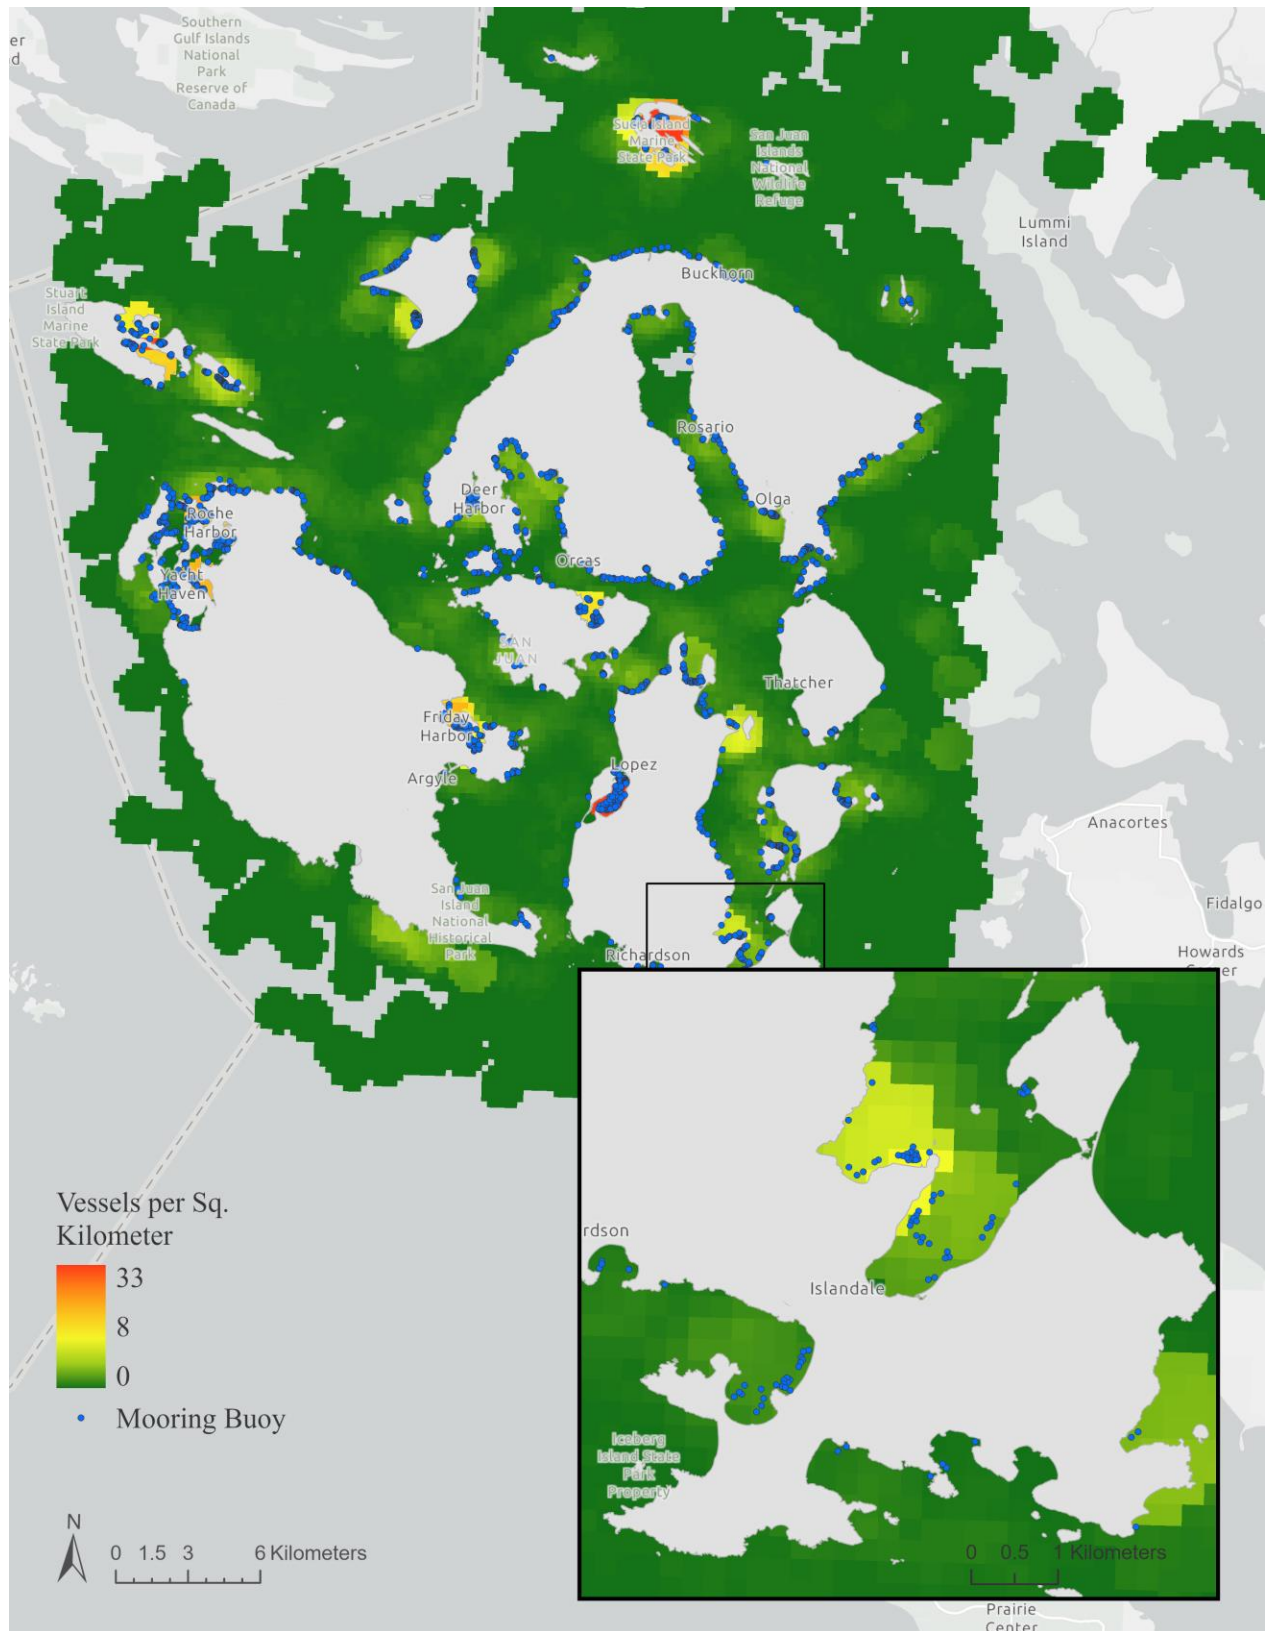 Southern
Gulf Islands
National
Park
Reserve of
Canada
er
d
Sucia Island
Marine
State Park
San Juan
Islands
National
Wildlife
Refuge
Lummi
Island
Buckhorn
Stuart
Island
Marine
State Park
Rosario
Deer
Harbor
Olga
Roche
Harbor
Orcas
Yacht
Haven
SAN
JUAN
Thatcher
Friday
Harbor
Lopez
Argyle
Anacortes
San Juan
Island
National
Historical
Park
Fidalgo
Richardson
Howards
Corner
Vessels per Sq.
Kilometer
33
8
0
Mooring Buoy
N
0 1.5 3 6 Kilometers
rdson
Islandale
Iceberg
Island State
Park
Property
0 0.5 1 Kilometers
Prairie
Center